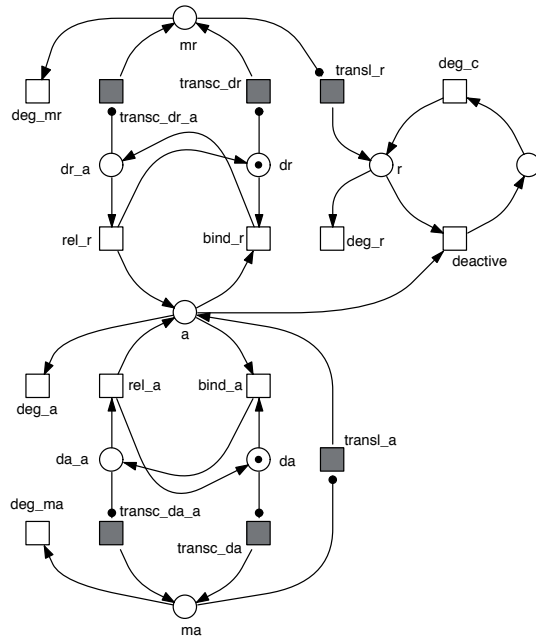 mr
transl_r
deg_c
transc_dr
deg_mr
transc_dr_a
dr_a
dr
r
rel_r
bind_r
deg_r
deactive
a
deg_a
rel_a
bind_a
transl_a
da_a
da
deg_ma
transc_da_a
transc_da
ma